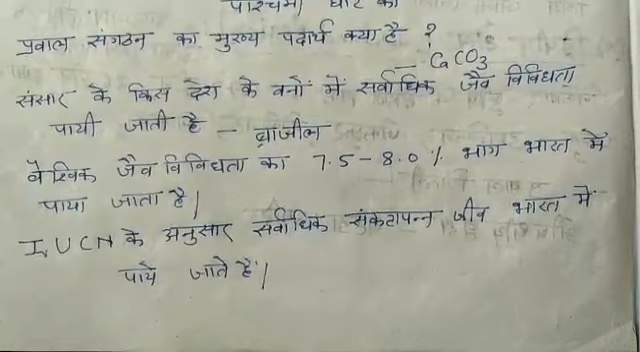 पश्चिमी घाट को
प्रवाल संगठन का मुख्य पदार्थ क्या है ?
— CaCO3
संसार के किस देश के वनों में सर्वाधिक जैव विविधता
पायी जाती है — ब्राजील
वैश्विक जैव विविधता का 7.5 – 8.0 % भाग भारत में
पाया जाता है।
IUCN के अनुसार सर्वाधिक संकटापन्न जीव भारत में
पाये जाते हैं।